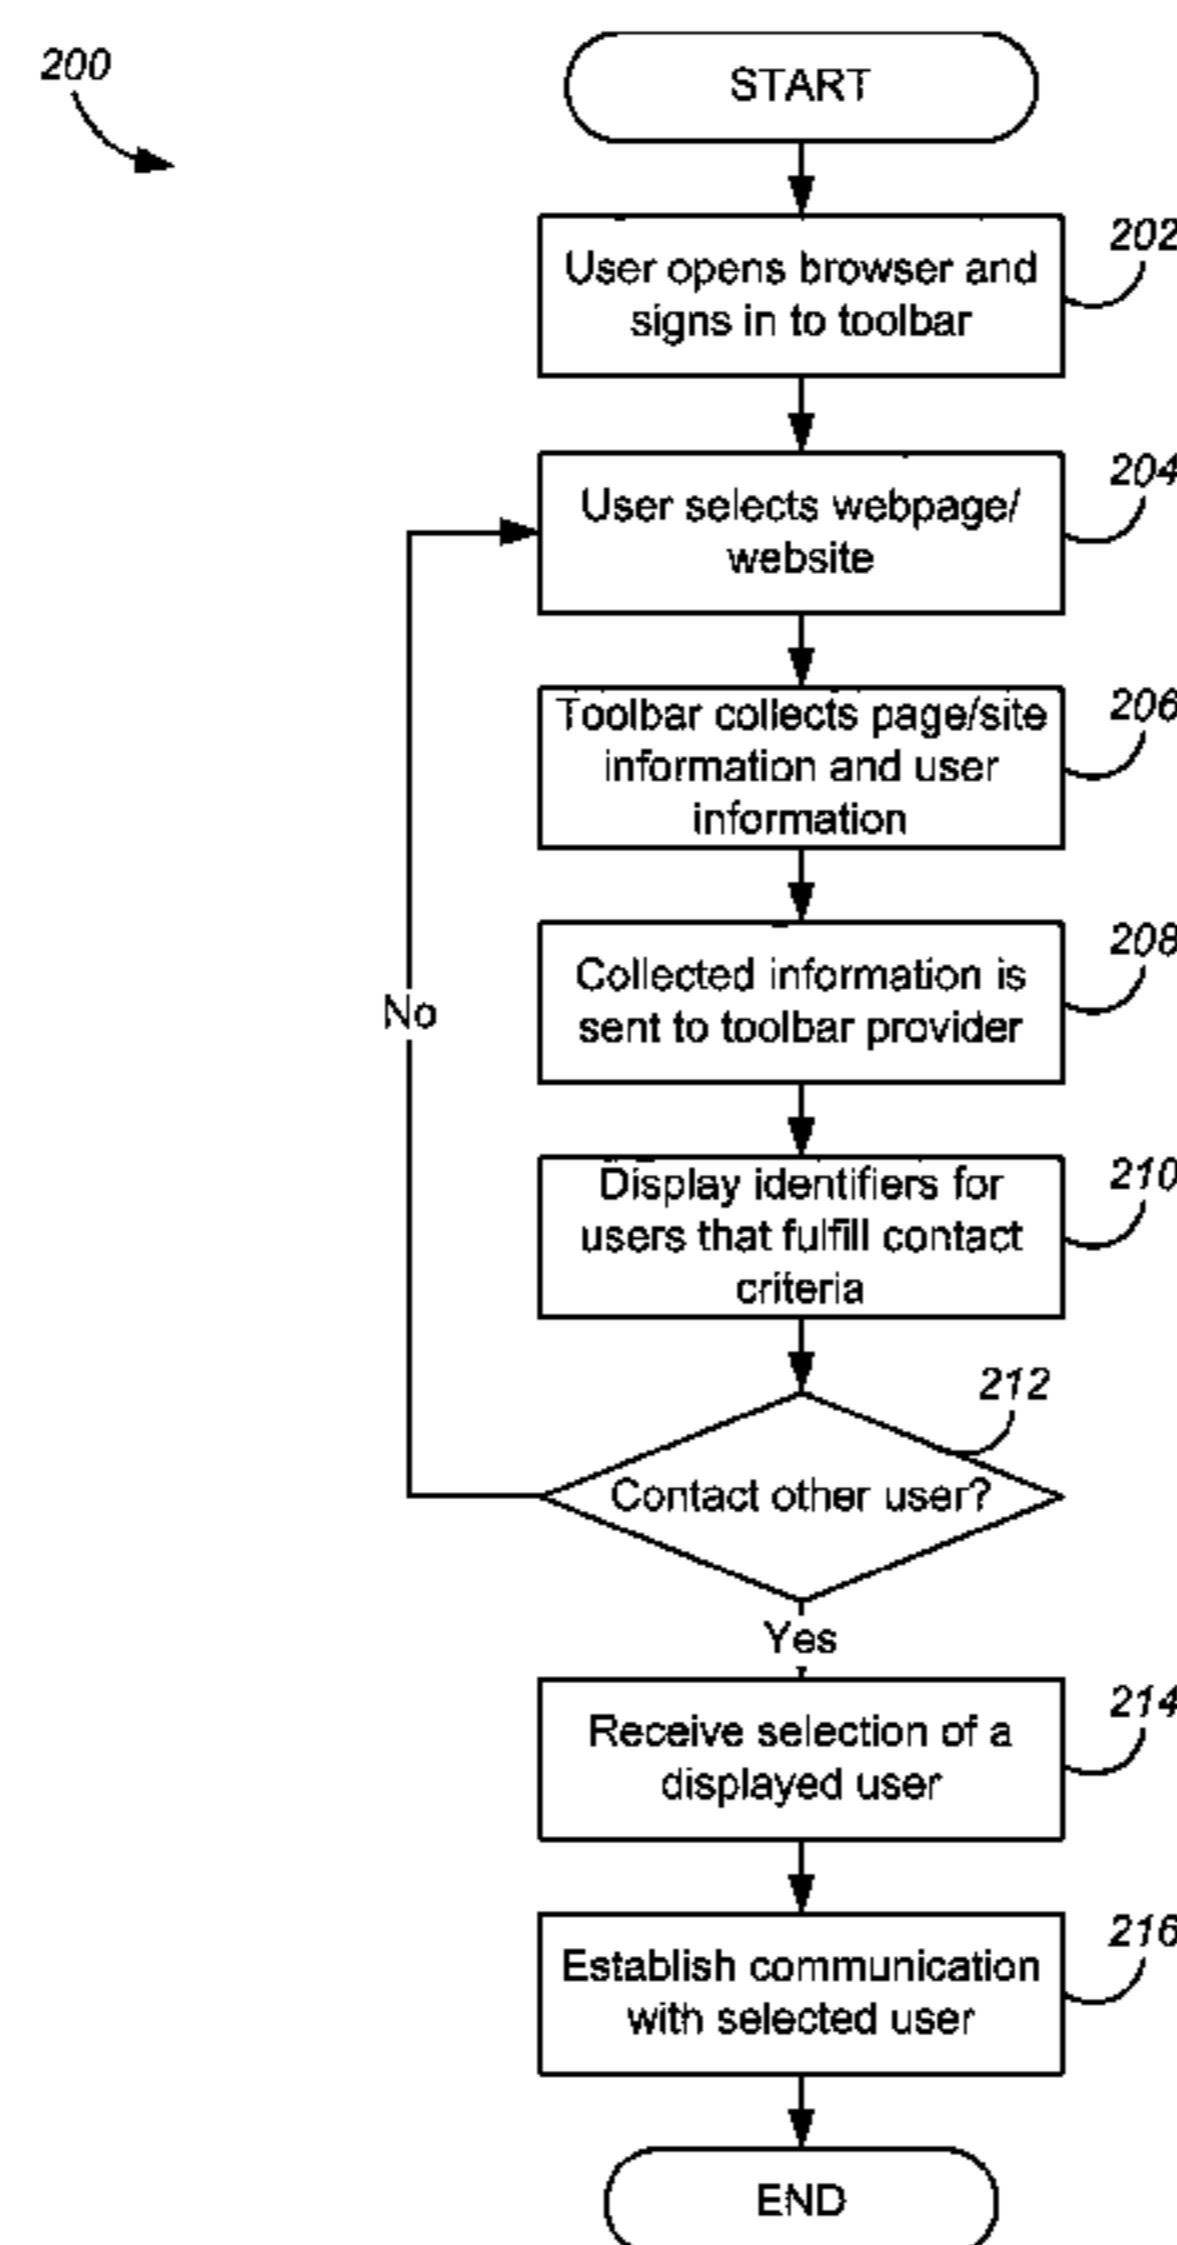 200
START
202
User opens browser and
signs in to toolbar
204
User selects webpage/
website
206
Toolbar collects page/site
information and user
information
208
Collected information is
sent to toolbar provider
No
210
Display identifiers for
users that fulfill contact
criteria
212
Contact other user?
Yes
214
Receive selection of a
displayed user
216
Establish communication
with selected user
END